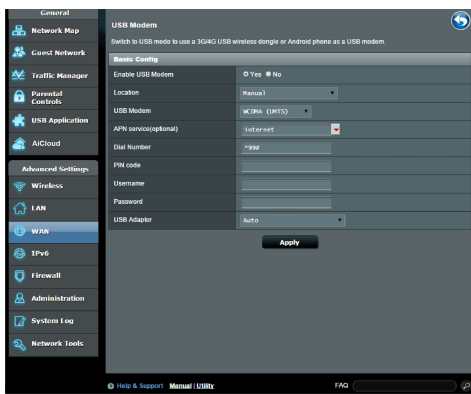 General
Network Map
Guest Network
Traffic Manager
Parental
Controls
USB Application
AiCloud
Advanced Settings
Wireless
LAN
WAN
IPv6
Firewall
Administration
System Log
Network Tools
USB Modem
Switch to USB mode to use a 3G/4G USB wireless dongle or Android phone as a USB modem.
Basic Config
Enable USB Modem Yes No
Location Manual
USB Modem WCDMA (UMTS)
APN service(optional) internet
Dial Number *99#
PIN code
Username
Password
USB Adaptor Auto
Apply
Help & Support Manual | Utility FAQ